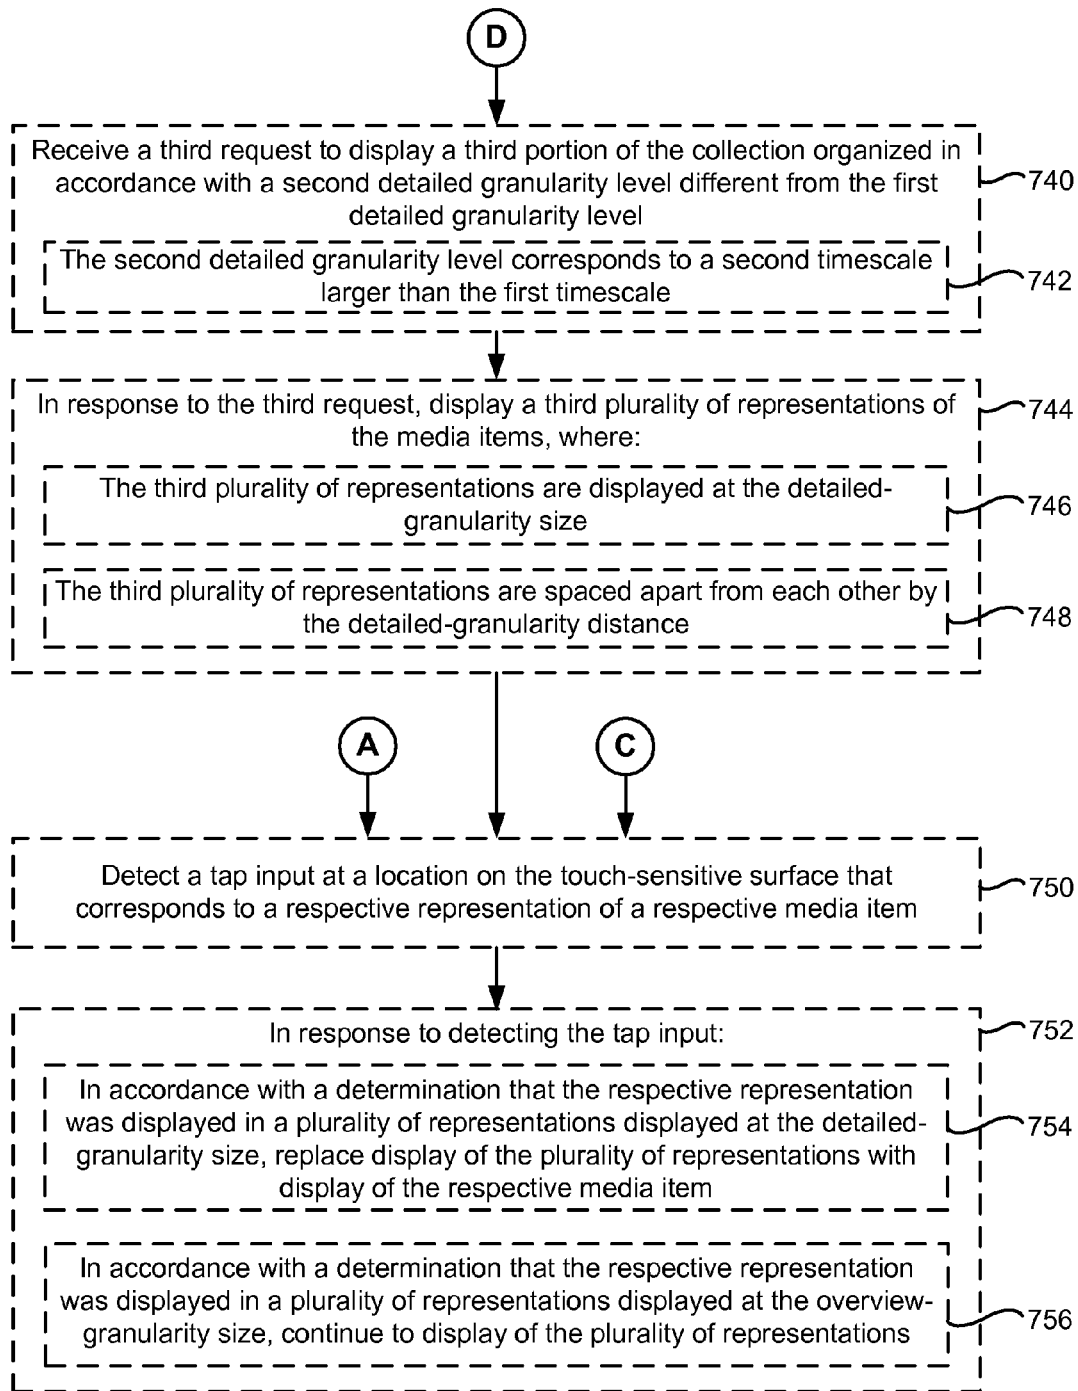 D
Receive a third request to display a third portion of the collection organized in
accordance with a second detailed granularity level different from the first
detailed granularity level
740
The second detailed granularity level corresponds to a second timescale
larger than the first timescale
742
In response to the third request, display a third plurality of representations of
the media items, where:
744
The third plurality of representations are displayed at the detailed-
granularity size
746
The third plurality of representations are spaced apart from each other by
the detailed-granularity distance
748
A
C
Detect a tap input at a location on the touch-sensitive surface that
corresponds to a respective representation of a respective media item
750
In response to detecting the tap input:
752
In accordance with a determination that the respective representation
was displayed in a plurality of representations displayed at the detailed-
granularity size, replace display of the plurality of representations with
display of the respective media item
754
In accordance with a determination that the respective representation
was displayed in a plurality of representations displayed at the overview-
granularity size, continue to display of the plurality of representations
756